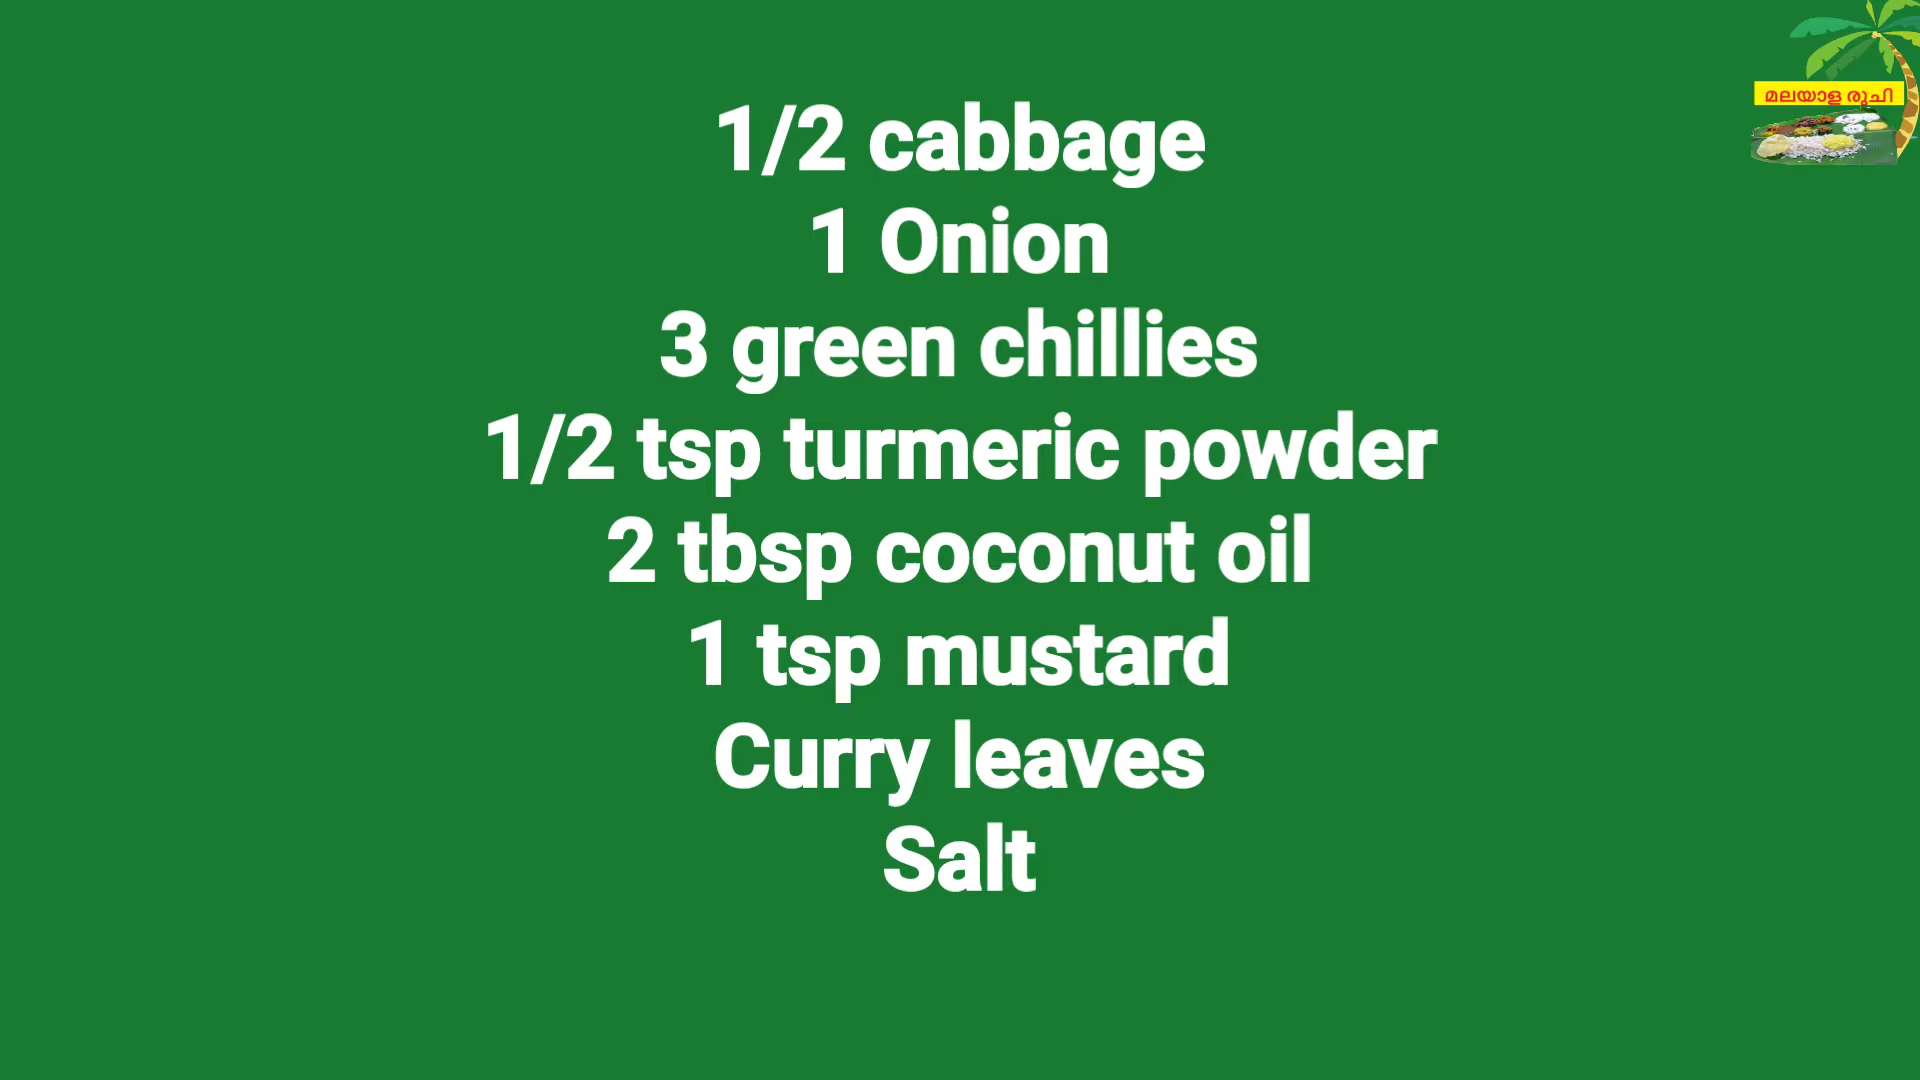 1/2 cabbage
1 Onion
3 green chillies
1/2 tsp turmeric powder
2 tbsp coconut oil
1 tsp mustard
Curry leaves
Salt
മലയാള രുചി